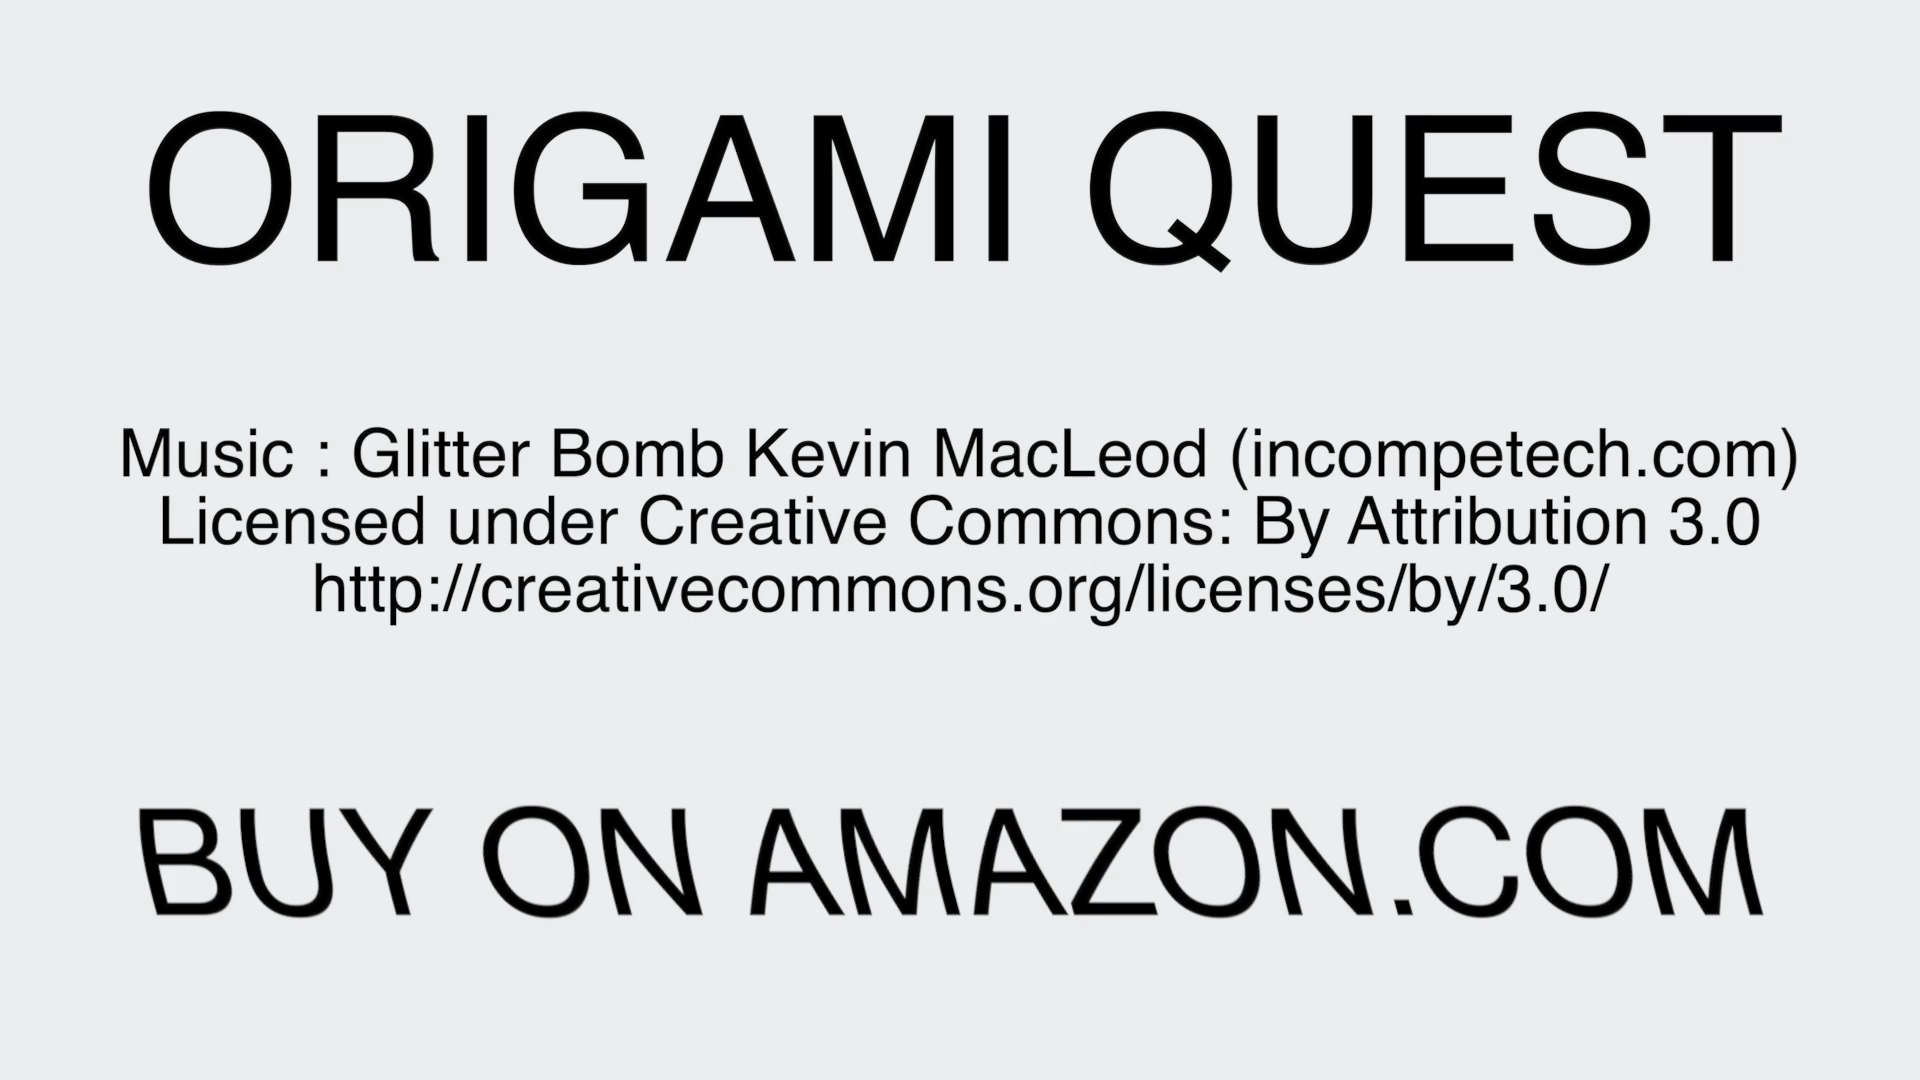 ORIGAMI QUEST
Music : Glitter Bomb Kevin MacLeod (incompetech.com)
Licensed under Creative Commons: By Attribution 3.0
http://creativecommons.org/licenses/by/3.0/
BUY ON AMAZON.COM